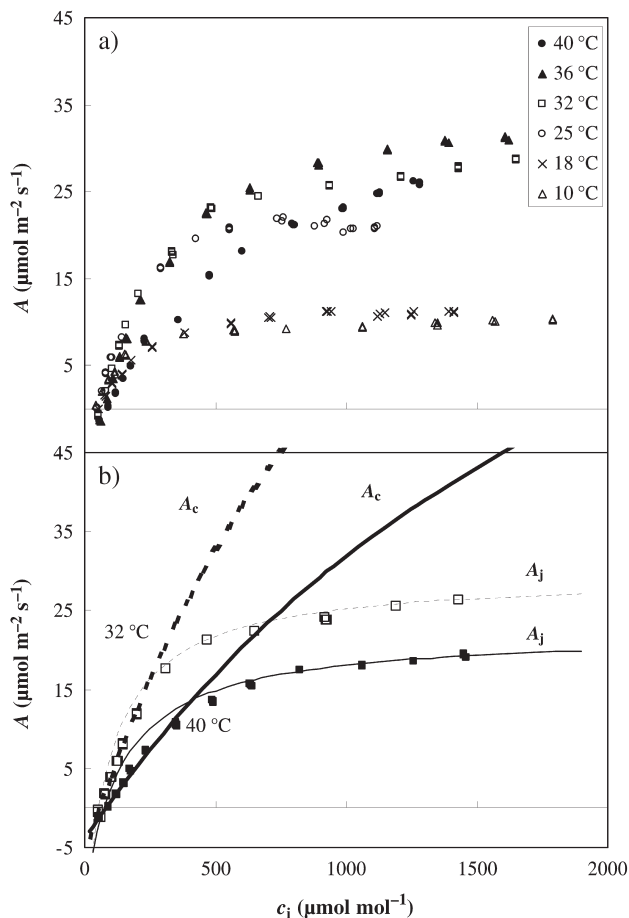 45
a)
40 °C
36 °C
32 °C
25 °C
18 °C
10 °C
35
25
15
5
A (µmol m⁻² s⁻¹)
45
b)
Ac
Ac
35
Aj
25
32 °C
Aj
15
40 °C
5
-5
A (µmol m⁻² s⁻¹)
0
500
1000
1500
2000
ci (µmol mol⁻¹)